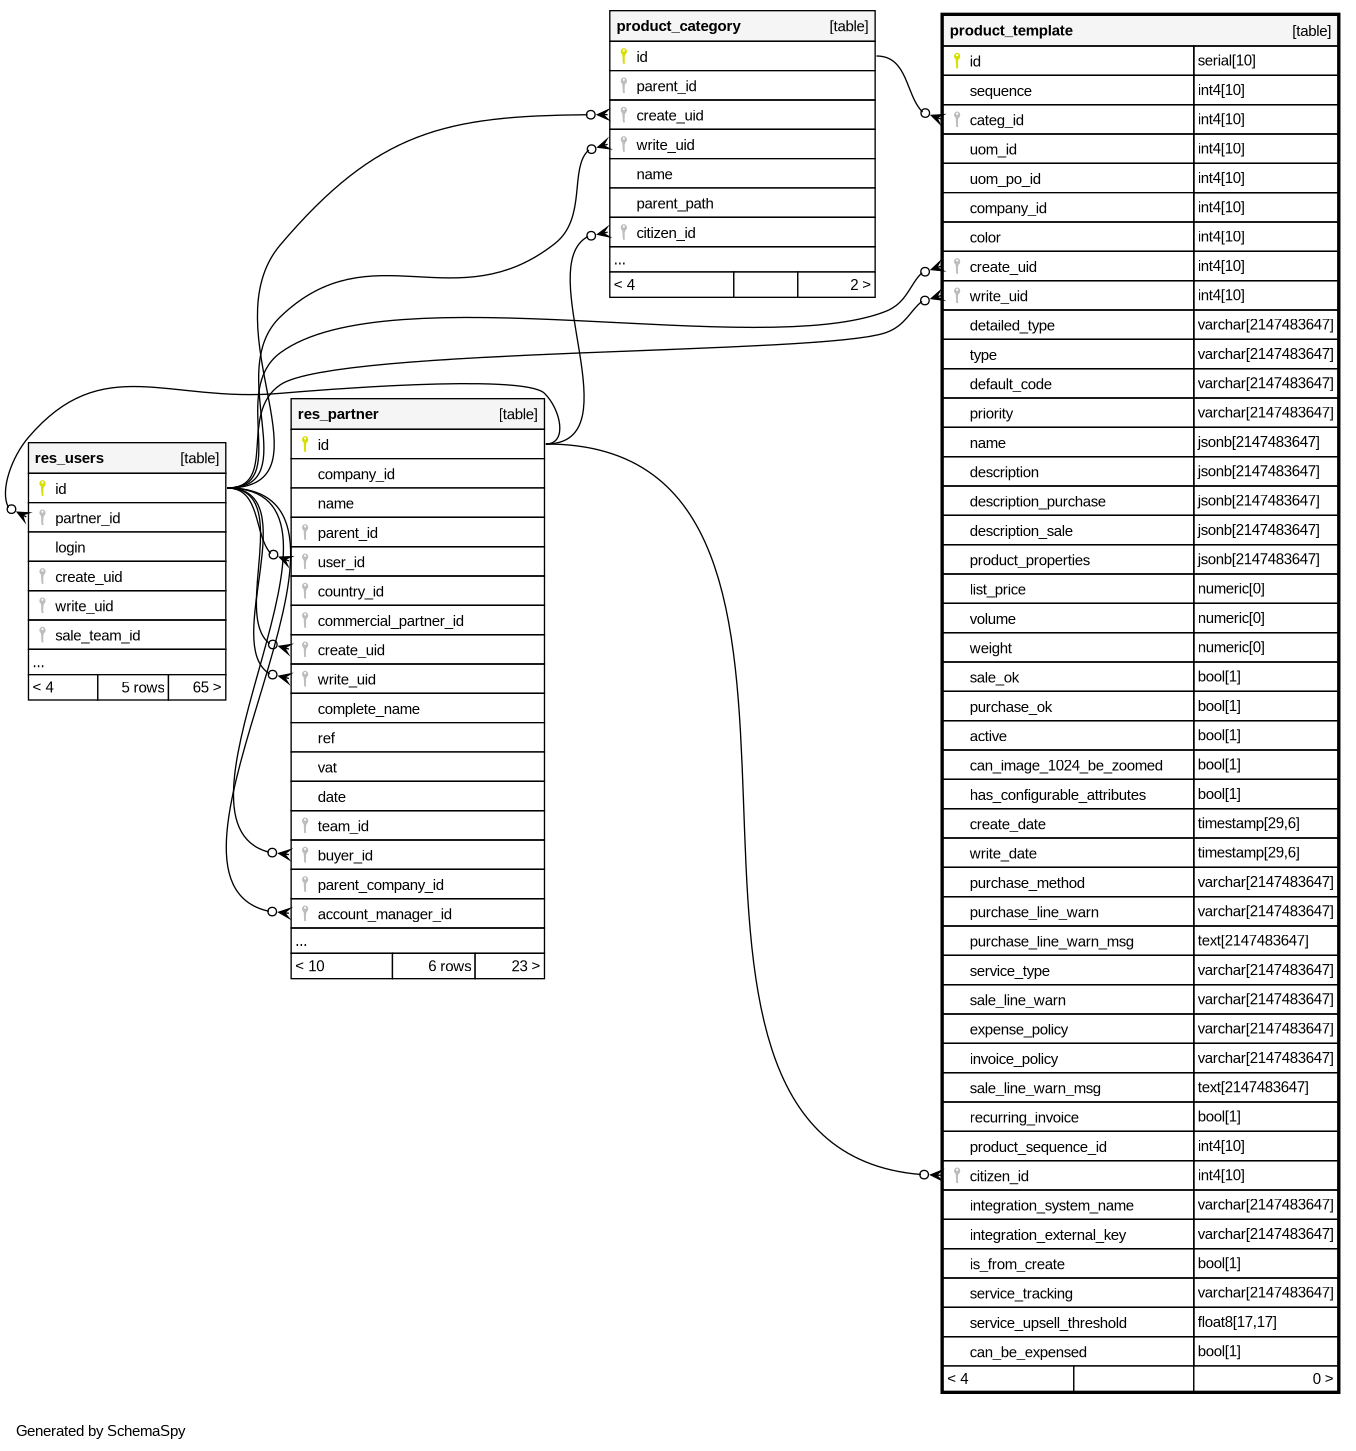 product_category [table]
id
parent_id
create_uid
write_uid
name
parent_path
citizen_id
...
< 4 2 >
product_template [table]
id serial[10]
sequence int4[10]
categ_id int4[10]
uom_id int4[10]
uom_po_id int4[10]
company_id int4[10]
color int4[10]
create_uid int4[10]
write_uid int4[10]
detailed_type varchar[2147483647]
type varchar[2147483647]
default_code varchar[2147483647]
priority varchar[2147483647]
name jsonb[2147483647]
description jsonb[2147483647]
description_purchase jsonb[2147483647]
description_sale jsonb[2147483647]
product_properties jsonb[2147483647]
list_price numeric[0]
volume numeric[0]
weight numeric[0]
sale_ok bool[1]
purchase_ok bool[1]
active bool[1]
can_image_1024_be_zoomed bool[1]
has_configurable_attributes bool[1]
create_date timestamp[29,6]
write_date timestamp[29,6]
purchase_method varchar[2147483647]
purchase_line_warn varchar[2147483647]
purchase_line_warn_msg text[2147483647]
service_type varchar[2147483647]
sale_line_warn varchar[2147483647]
expense_policy varchar[2147483647]
invoice_policy varchar[2147483647]
sale_line_warn_msg text[2147483647]
recurring_invoice bool[1]
product_sequence_id int4[10]
citizen_id int4[10]
integration_system_name varchar[2147483647]
integration_external_key varchar[2147483647]
is_from_create bool[1]
service_tracking varchar[2147483647]
service_upsell_threshold float8[17,17]
can_be_expensed bool[1]
< 4 0 >
res_partner [table]
id
company_id
name
parent_id
user_id
country_id
commercial_partner_id
create_uid
write_uid
complete_name
ref
vat
date
team_id
buyer_id
parent_company_id
account_manager_id
...
< 10 6 rows 23 >
res_users [table]
id
partner_id
login
create_uid
write_uid
sale_team_id
...
< 4 5 rows 65 >
Generated by SchemaSpy